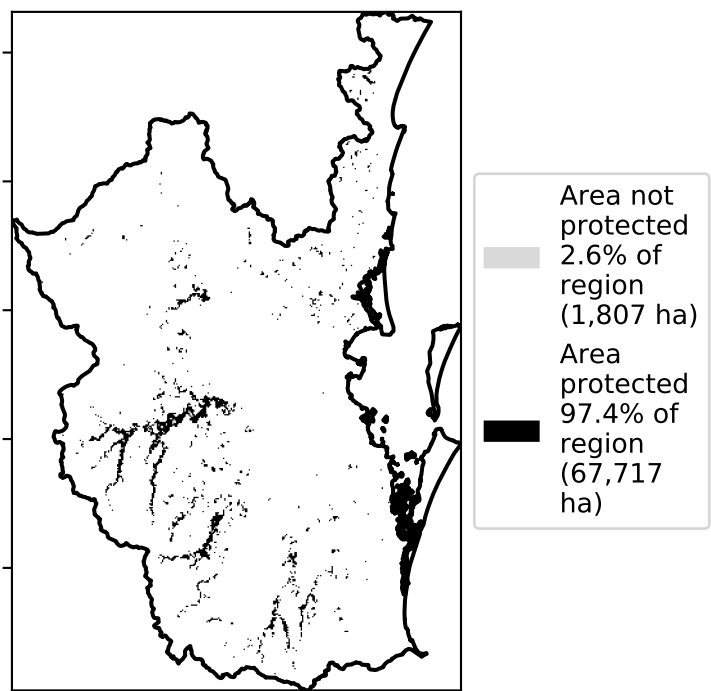 Area not
protected
2.6% of
region
(1,807 ha)
Area
protected
97.4% of
region
(67,717
ha)